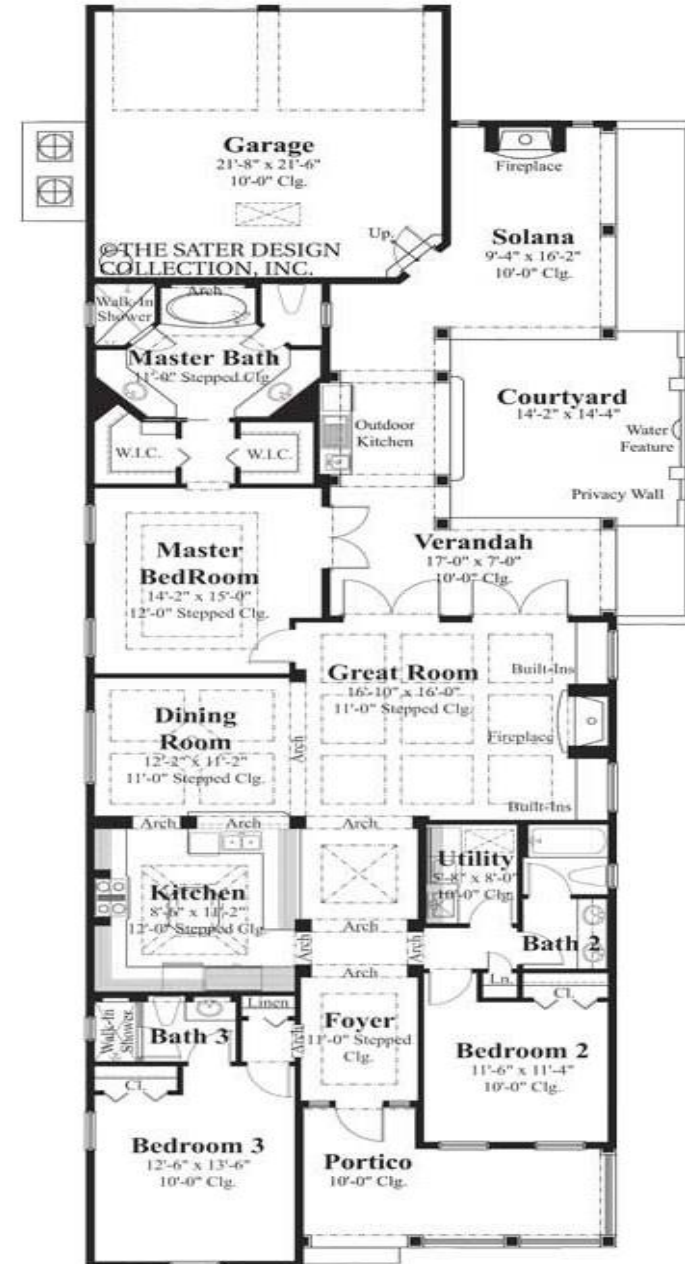 Garage
21'-8" x 21'-6"
10'-0" Clg.
Fireplace
Up.
Solana
9'-4" x 16'-2"
10'-0" Clg.
©THE SATER DESIGN
COLLECTION, INC.
Walk-In
Shower
Arch
Master Bath
11'-0" Stepped Clg.
Courtyard
14'-2" x 14'-4"
Water
Feature
Privacy Wall
Outdoor
Kitchen
W.I.C.
W.I.C.
Master
BedRoom
14'-2" x 15'-0"
12'-0" Stepped Clg.
Verandah
17'-0" x 7'-0"
10'-0" Clg.
Great Room
16'-10" x 16'-0"
11'-0" Stepped Clg.
Built-Ins
Fireplace
Built-Ins
Dining
Room
12'-2" x 11'-2"
11'-0" Stepped Clg.
Arch
Arch
Arch
Arch
Kitchen
8'-6" x 11'-2"
12'-0" Stepped Clg.
Utility
5'-8" x 8'-0"
10'-0" Clg.
Arch
Arch
Arch
Arch
Bath 2
Ln.
Cl.
Walk-In
Shower
Bath 3
Linen
Arch
Foyer
11'-0" Stepped
Clg.
Bedroom 2
11'-6" x 11'-4"
10'-0" Clg.
Cl.
Bedroom 3
12'-6" x 13'-6"
10'-0" Clg.
Portico
10'-0" Clg.